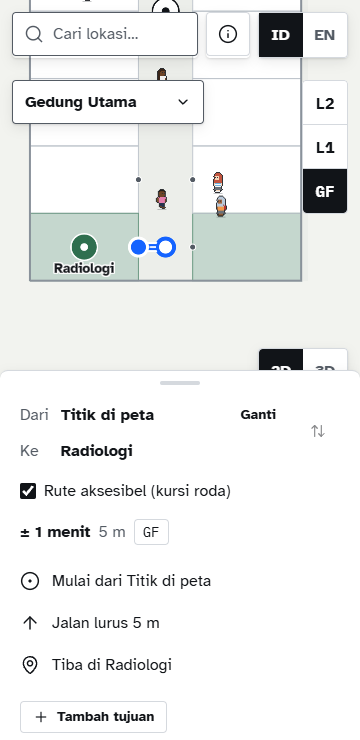 Cari lokasi...
ID
EN
Gedung Utama
L2
L1
GF
Radiologi
Dari Titik di peta
Ganti
Ke Radiologi
Rute aksesibel (kursi roda)
± 1 menit 5 m GF
Mulai dari Titik di peta
Jalan lurus 5 m
Tiba di Radiologi
Tambah tujuan